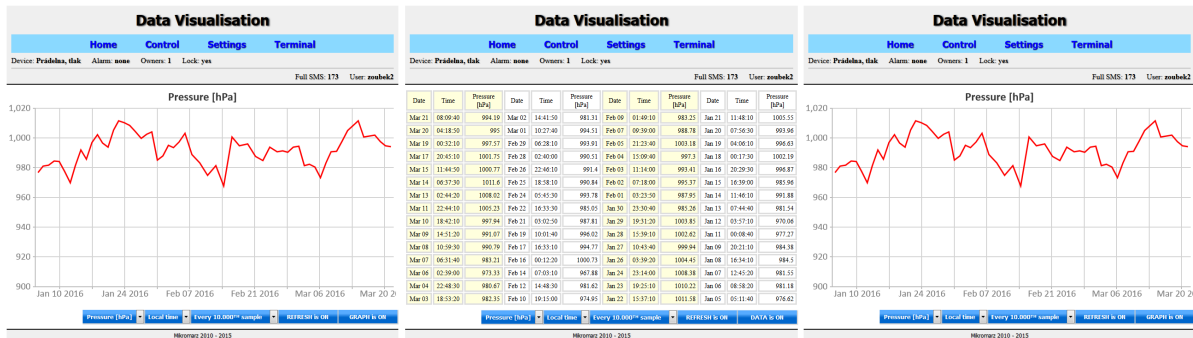 Data Visualisation
Home Control Settings Terminal
Device: Prádelna, tlak Alarm: none Owners: 1 Lock: yes
Full SMS: 173 User: zoubek2
Pressure [hPa]
1,020
1,000
980
960
940
920
900
Jan 10 2016 Jan 24 2016 Feb 07 2016 Feb 21 2016 Mar 06 2016 Mar 20 20
Pressure [hPa] Local time Every 10.000ᵗʰ sample REFRESH is ON GRAPH is ON
Mikromarz 2010 - 2015
Data Visualisation
Home Control Settings Terminal
Device: Prádelna, tlak Alarm: none Owners: 1 Lock: yes
Full SMS: 173 User: zoubek2
Date Time Pressure [hPa] Date Time Pressure [hPa] Date Time Pressure [hPa] Date Time Pressure [hPa]
Mar 21 08:09:40 994.19 Mar 02 14:41:50 981.31 Feb 09 01:49:10 983.25 Jan 21 11:48:10 1005.55
Mar 20 04:18:50 995 Mar 01 10:27:40 994.51 Feb 07 09:39:00 988.78 Jan 20 07:56:30 993.96
Mar 19 00:32:10 997.57 Feb 29 06:28:10 993.91 Feb 05 21:23:40 1003.18 Jan 19 04:06:10 996.63
Mar 17 20:45:10 1001.75 Feb 28 02:40:00 990.51 Feb 04 15:09:40 997.3 Jan 18 00:17:30 1002.19
Mar 15 11:44:50 1000.77 Feb 26 22:46:10 991.4 Feb 03 11:14:00 993.41 Jan 16 20:29:30 996.87
Mar 14 06:37:30 1011.6 Feb 25 18:58:10 990.84 Feb 02 07:18:00 995.37 Jan 15 16:39:00 985.96
Mar 13 02:44:20 1008.02 Feb 24 05:45:30 993.78 Feb 01 03:23:50 987.95 Jan 14 11:46:10 991.88
Mar 11 22:44:10 1005.23 Feb 22 16:33:30 985.05 Jan 30 23:30:40 985.26 Jan 13 07:44:40 981.54
Mar 10 18:42:10 997.94 Feb 21 03:02:50 987.81 Jan 29 19:31:20 1003.85 Jan 12 03:57:10 970.06
Mar 09 14:51:20 991.07 Feb 19 10:01:40 996.02 Jan 28 15:39:10 1002.62 Jan 11 00:08:40 977.27
Mar 08 10:59:30 990.79 Feb 17 16:33:10 994.77 Jan 27 10:43:40 999.94 Jan 09 20:21:10 984.38
Mar 07 06:31:40 983.21 Feb 16 00:12:20 1000.73 Jan 26 03:39:20 1004.45 Jan 08 16:34:10 984.5
Mar 06 02:39:00 973.33 Feb 14 07:03:10 967.88 Jan 24 23:14:00 1008.38 Jan 07 12:45:20 981.55
Mar 04 22:48:30 980.67 Feb 12 14:48:30 981.62 Jan 23 19:25:10 1010.22 Jan 06 08:58:20 981.18
Mar 03 18:53:20 982.35 Feb 10 19:15:00 974.95 Jan 22 15:37:10 1011.58 Jan 05 05:11:40 976.62
Pressure [hPa] Local time Every 10.000ᵗʰ sample REFRESH is ON DATA is ON
Mikromarz 2010 - 2015
Data Visualisation
Home Control Settings Terminal
Device: Prádelna, tlak Alarm: none Owners: 1 Lock: yes
Full SMS: 173 User: zoubek2
Pressure [hPa]
1,020
1,000
980
960
940
920
900
Jan 10 2016 Jan 24 2016 Feb 07 2016 Feb 21 2016 Mar 06 2016 Mar 20 20
Pressure [hPa] Local time Every 10.000ᵗʰ sample REFRESH is ON GRAPH is ON
Mikromarz 2010 - 2015